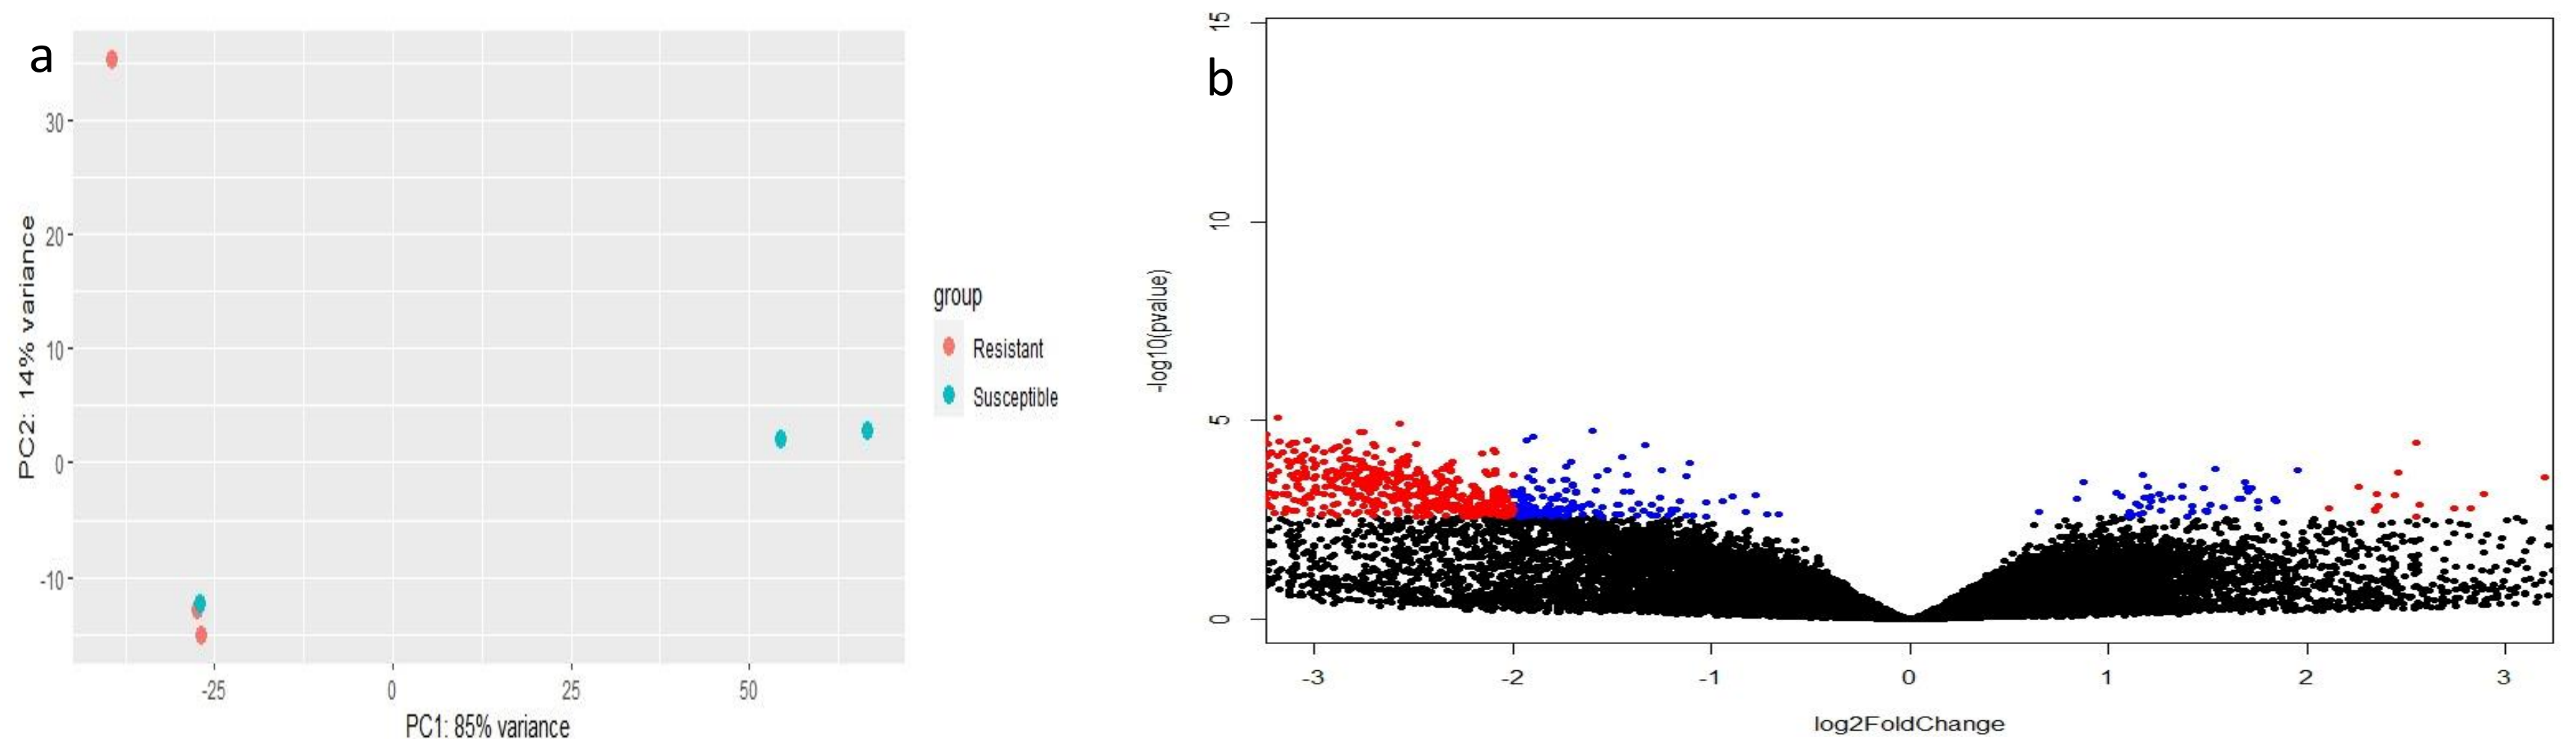 a
PC2: 14% variance
30
20
10
0
-10
-25
0
25
50
PC1: 85% variance
group
Resistant
Susceptible
b
-log10(pvalue)
15
10
5
0
-3
-2
-1
0
1
2
3
log2FoldChange